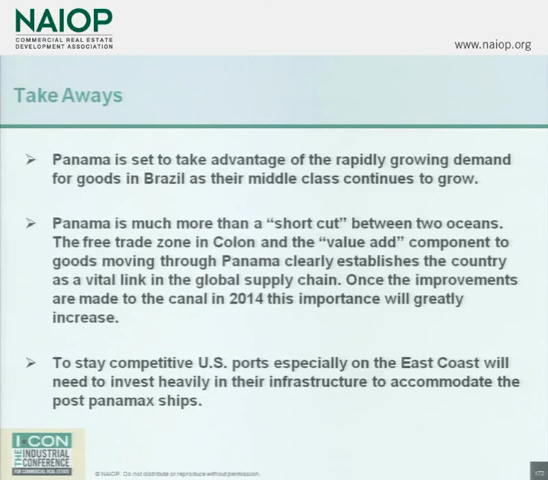 NAIOP
COMMERCIAL REAL ESTATE
DEVELOPMENT ASSOCIATION
www.naiop.org
Take Aways
➢ Panama is set to take advantage of the rapidly growing demand
for goods in Brazil as their middle class continues to grow.
➢ Panama is much more than a “short cut” between two oceans.
The free trade zone in Colon and the “value add” component to
goods moving through Panama clearly establishes the country
as a vital link in the global supply chain. Once the improvements
are made to the canal in 2014 this importance will greatly
increase.
➢ To stay competitive U.S. ports especially on the East Coast will
need to invest heavily in their infrastructure to accommodate the
post panamax ships.
I.CON
THE INDUSTRIAL
CONFERENCE
FOR COMMERCIAL REAL ESTATE
© NAIOP. Do not distribute or reproduce without permission.
172